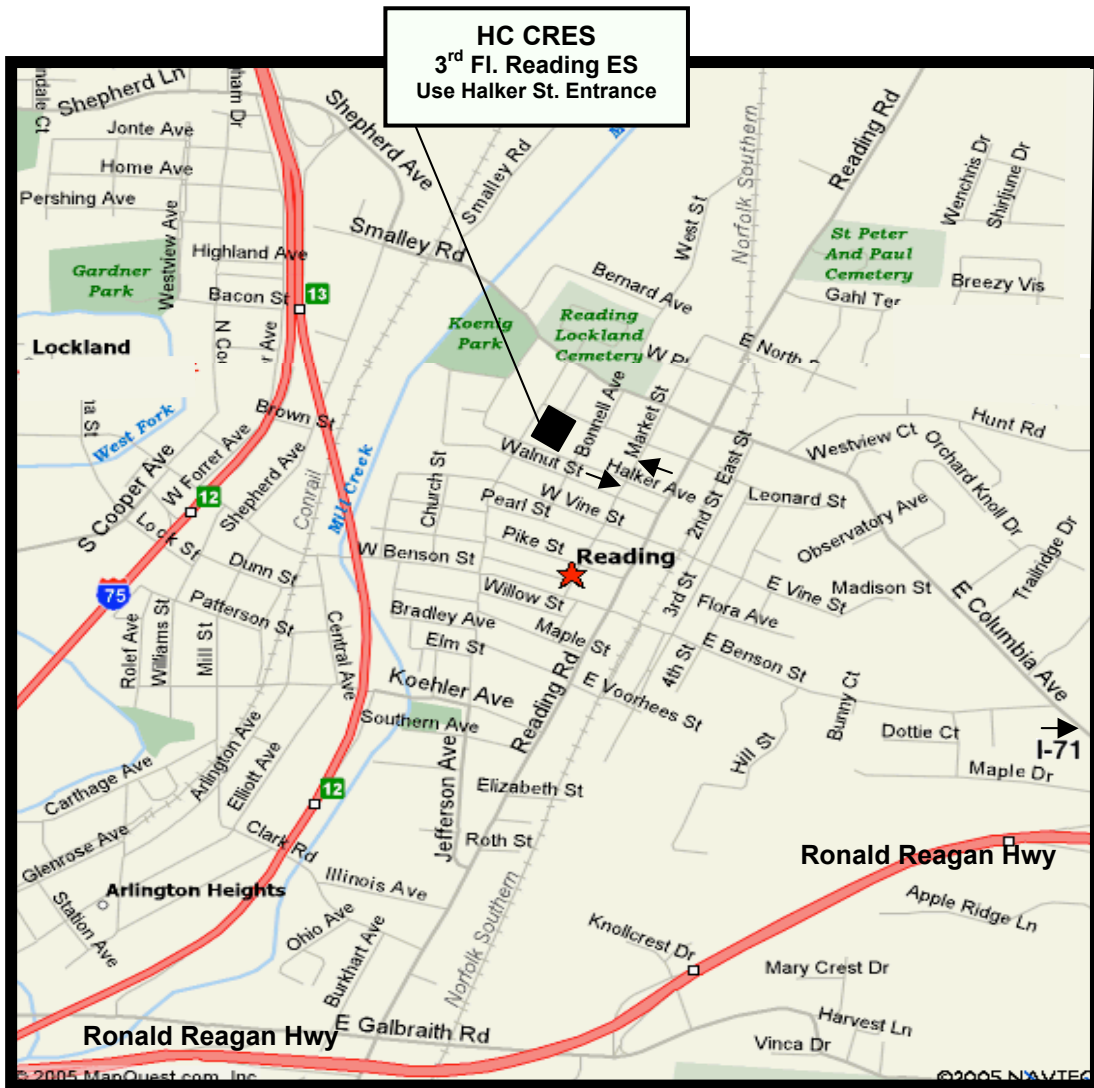 HC CRES
3rd Fl. Reading ES
Use Halker St. Entrance
Shepherd Ln
Jonte Ave
Home Ave
Pershing Ave
Westview Ave
Highland Ave
Gardner
Park
Bacon St
13
Lockland
Shepherd Ave
Smalley Rd
Smalley Rd
West St
Norfolk Southern
Reading Rd
Wenchris Dr
Shirljune Dr
St Peter
And Paul
Cemetery
Breezy Vis
Gahl Ter
Bernard Ave
Koenig
Park
Reading
Lockland
Cemetery
E North
West Fork
Brown St
S Cooper Ave
W Forrer Ave
Shepherd Ave
12
Lock St
Dunn St
Conrail
Mill Creek
Church St
Walnut St
Bonnell Ave
Market St
Halker Ave
W Vine St
Pearl St
Pike St
Reading
W Benson St
Willow St
Bradley Ave
Elm St
Maple St
2nd St
East St
3rd St
4th St
Leonard St
Westview Ct
Hunt Rd
Orchard Knoll Dr
Observatory Ave
Trailridge Dr
E Vine St
Madison St
Flora Ave
E Benson St
E Columbia Ave
75
Patterson St
Rolef Ave
Williams St
Mill St
Central Ave
Koehler Ave
Southern Ave
E Voorhees St
Reading Rd
Bunny Ct
Dottie Ct
I-71
Maple Dr
Hill St
Carthage Ave
Arlington Ave
Elliott Ave
12
Jefferson Ave
Elizabeth St
Roth St
Glenrose Ave
Clark Rd
Illinois Ave
Arlington Heights
Station Ave
Ohio Ave
Burkhart Ave
Norfolk Southern
Ronald Reagan Hwy
Apple Ridge Ln
Knollcrest Dr
Mary Crest Dr
Harvest Ln
Vinca Dr
E Galbraith Rd
Ronald Reagan Hwy
© 2005 MapQuest.com, Inc
©2005 NAVTEQ